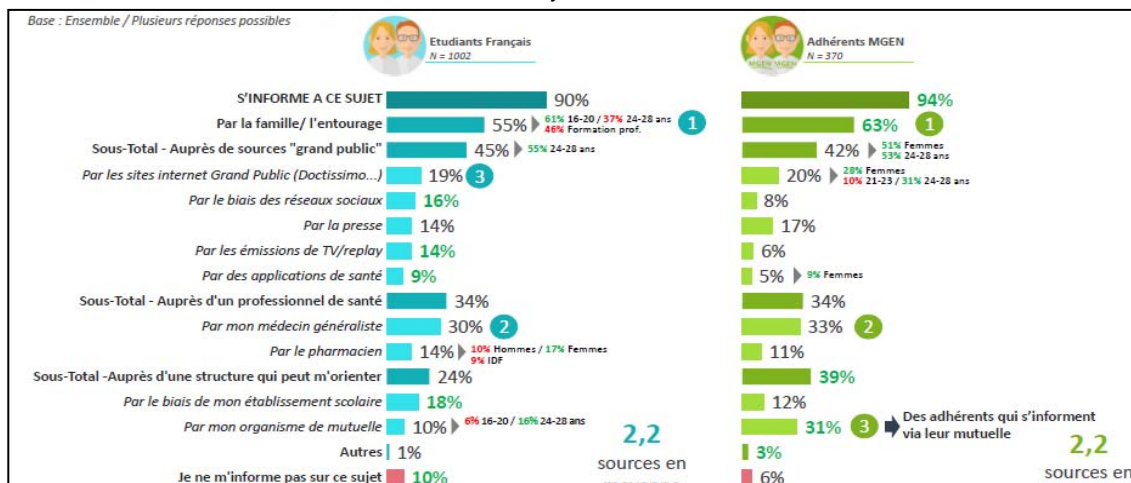 Base : Ensemble / Plusieurs réponses possibles
Etudiants Français
N = 1002
Adhérents MGEN
N = 370
MGEN MGEN
S'INFORME A CE SUJET 90% 94%
Par la famille/ l'entourage 55% 61% 16-20 / 37% 24-28 ans 1 63% 1
46% Formation prof.
Sous-Total - Auprès de sources "grand public" 45% 55% 24-28 ans 42% 51% Femmes
53% 24-28 ans
Par les sites internet Grand Public (Doctissimo...) 19% 3 20% 28% Femmes
10% 21-23 / 31% 24-28 ans
Par le biais des réseaux sociaux 16% 8%
Par la presse 14% 17%
Par les émissions de TV/replay 14% 6%
Par des applications de santé 9% 5% 9% Femmes
Sous-Total - Auprès d'un professionnel de santé 34% 34%
Par mon médecin généraliste 30% 2 33% 2
Par le pharmacien 14% 10% Hommes / 17% Femmes 11%
9% IDF
Sous-Total -Auprès d'une structure qui peut m'orienter 24% 39%
Par le biais de mon établissement scolaire 18% 12%
Par mon organisme de mutuelle 10% 6% 16-20 / 16% 24-28 ans 31% 3 Des adhérents qui s'informent
via leur mutuelle
Autres 1% 2,2 3% 2,2
sources en sources en
Je ne m'informe pas sur ce sujet 10% 6%